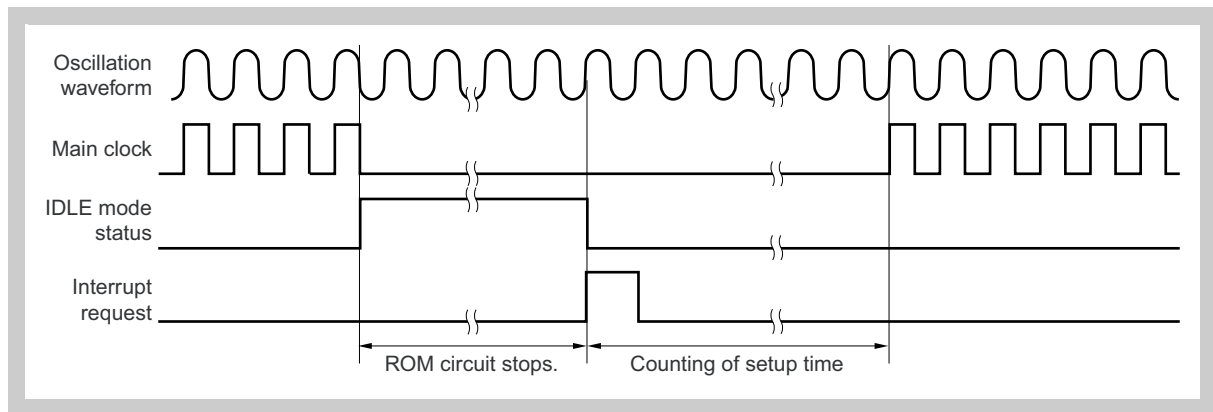 Oscillation
waveform
Main clock
IDLE mode
status
Interrupt
request
ROM circuit stops.
Counting of setup time